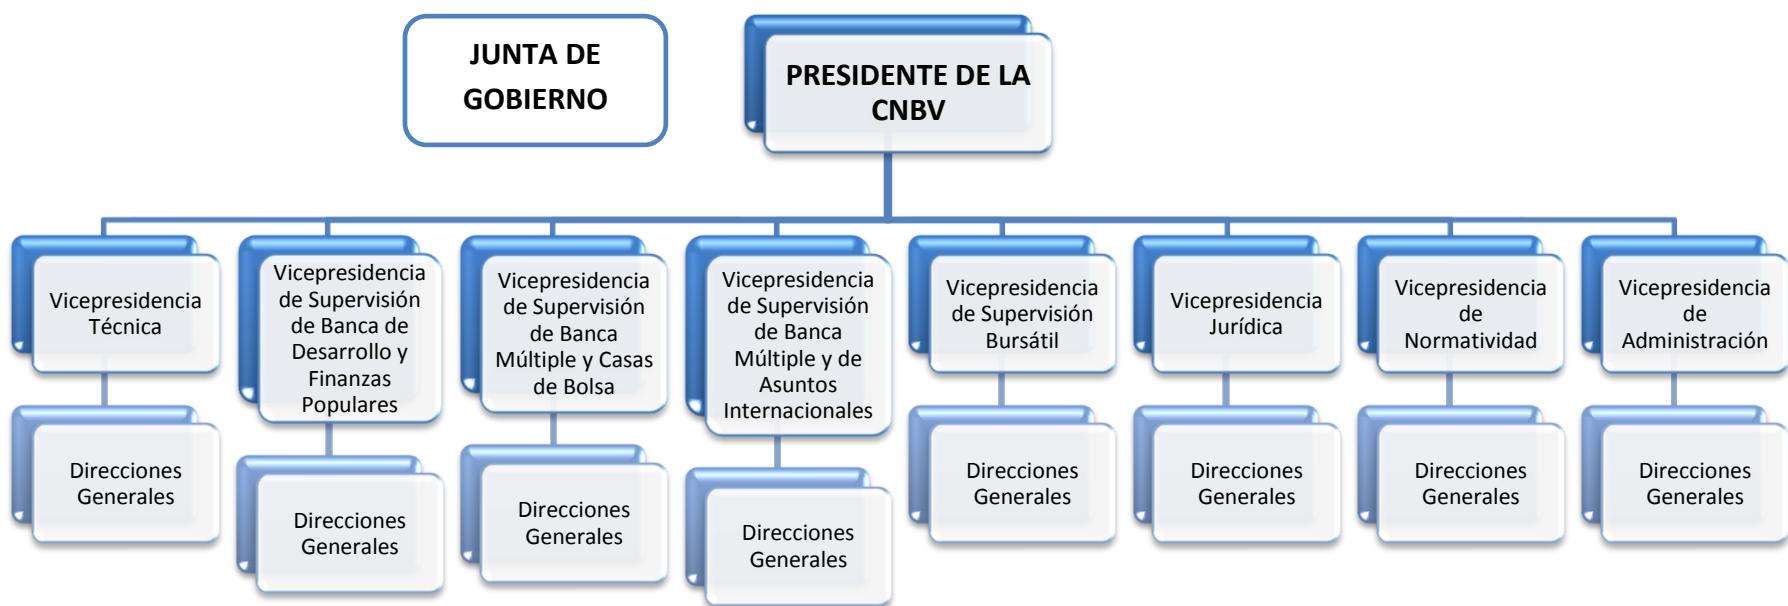 JUNTA DE
GOBIERNO
PRESIDENTE DE LA
CNBV
Vicepresidencia
Técnica
Vicepresidencia
de Supervisión
de Banca de
Desarrollo y
Finanzas
Populares
Vicepresidencia
de Supervisión
de Banca
Múltiple y Casas
de Bolsa
Vicepresidencia
de Supervisión
de Banca
Múltiple y de
Asuntos
Internacionales
Vicepresidencia
de Supervisión
Bursátil
Vicepresidencia
Jurídica
Vicepresidencia
de
Normatividad
Vicepresidencia
de
Administración
Direcciones
Generales
Direcciones
Generales
Direcciones
Generales
Direcciones
Generales
Direcciones
Generales
Direcciones
Generales
Direcciones
Generales
Direcciones
Generales